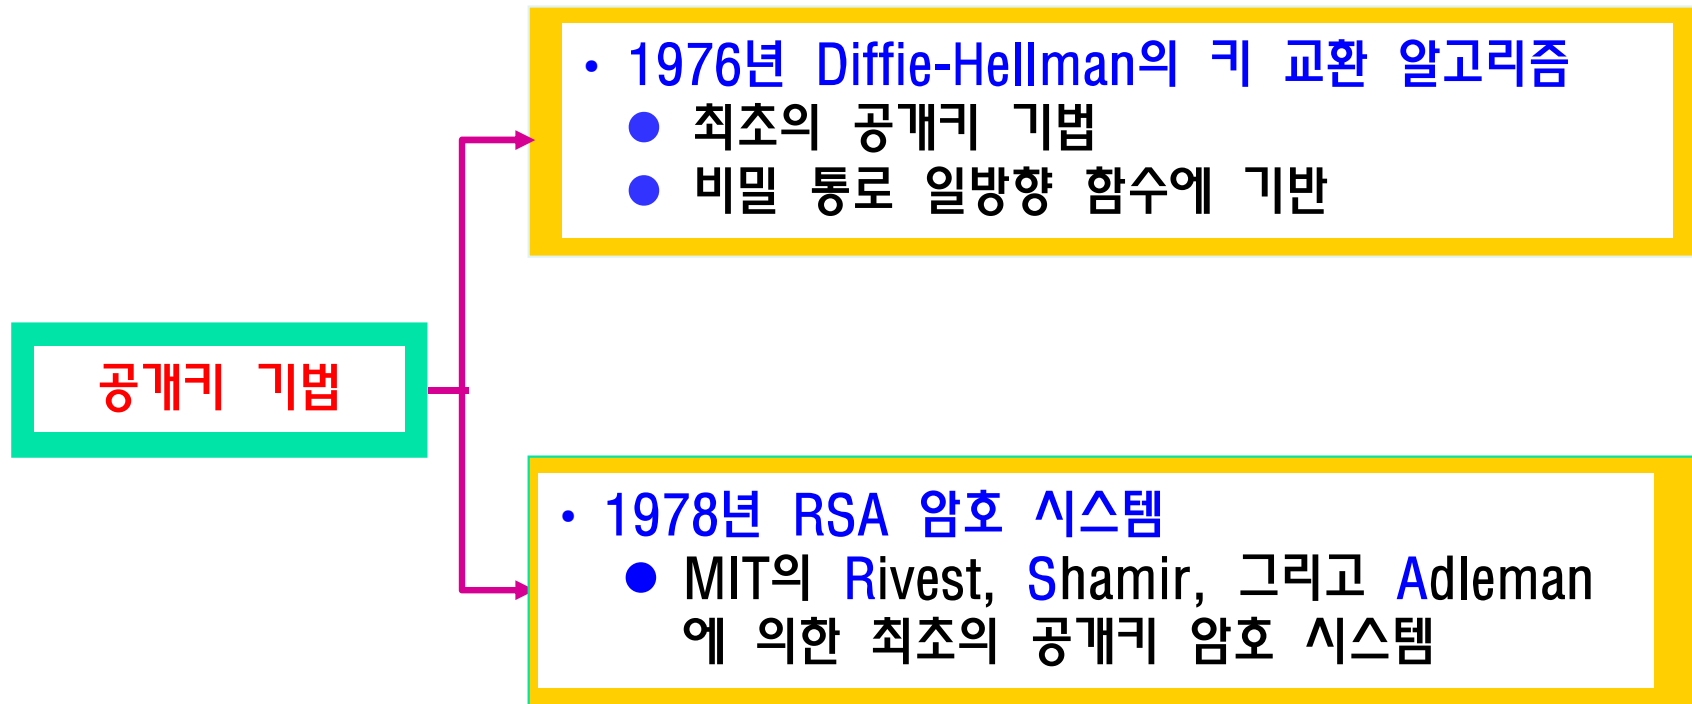 • 1976년 Diffie-Hellman의 키 교환 알고리즘
● 최초의 공개키 기법
● 비밀 통로 일방향 함수에 기반
공개키 기법
• 1978년 RSA 암호 시스템
● MIT의 Rivest, Shamir, 그리고 Adleman
에 의한 최초의 공개키 암호 시스템